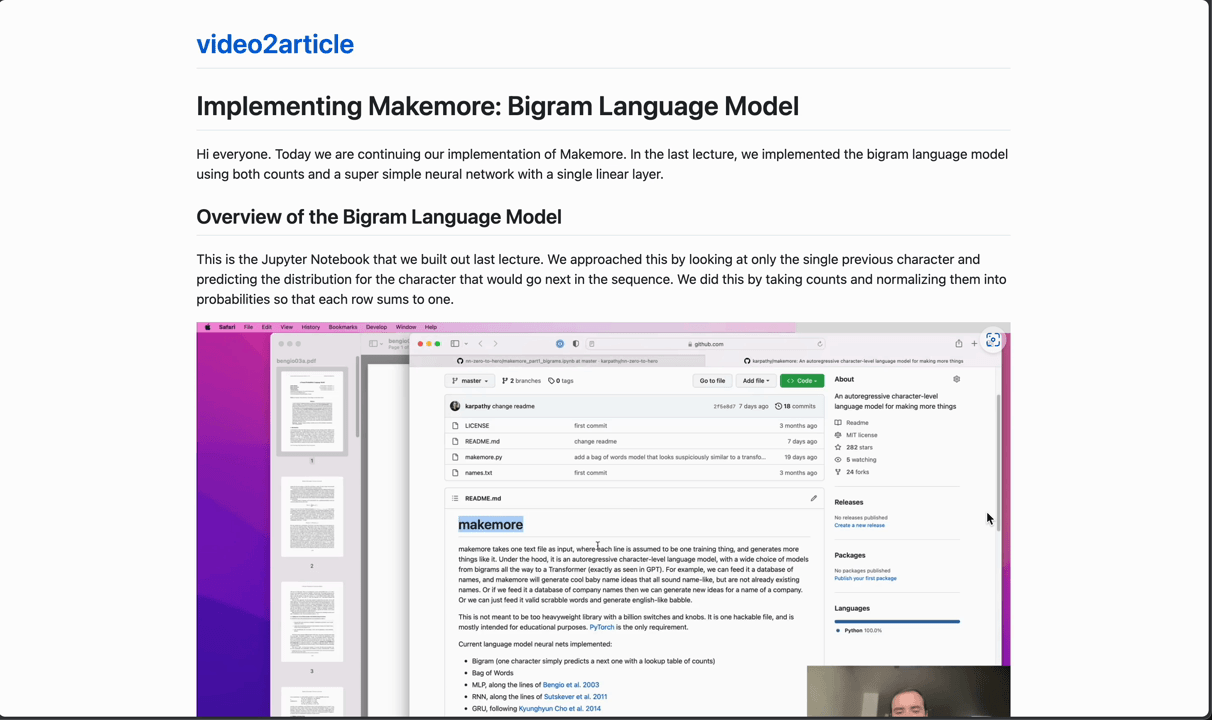 video2article
Implementing Makemore: Bigram Language Model
Hi everyone. Today we are continuing our implementation of Makemore. In the last lecture, we implemented the bigram language model
using both counts and a super simple neural network with a single linear layer.
Overview of the Bigram Language Model
This is the Jupyter Notebook that we built out last lecture. We approached this by looking at only the single previous character and
predicting the distribution for the character that would go next in the sequence. We did this by taking counts and normalizing them into
probabilities so that each row sums to one.
Safari File Edit View History Bookmarks Develop Window Help
bengio03a.pdf
github.com
nn-zero-to-hero/makemore_part1_bigrams.ipynb at master · karpathy/nn-zero-to-hero
karpathy/makemore: An autoregressive character-level language model for making more things
master 2 branches 0 tags Go to file Add file Code
karpathy change readme 2f5e8d7 7 days ago 18 commits
LICENSE first commit 3 months ago
README.md change readme 7 days ago
makemore.py add a bag of words model that looks suspiciously similar to a transfo... 19 days ago
names.txt first commit 3 months ago
README.md
makemore
makemore takes one text file as input, where each line is assumed to be one training thing, and generates more
things like it. Under the hood, it is an autoregressive character-level language model, with a wide choice of models
from bigrams all the way to a Transformer (exactly as seen in GPT). For example, we can feed it a database of
names, and makemore will generate cool baby name ideas that all sound name-like, but are not already existing
names. Or if we feed it a database of company names then we can generate new ideas for a name of a company.
Or we can just feed it valid scrabble words and generate english-like babble.
This is not meant to be too heavyweight library with a billion switches and knobs. It is one hackable file, and is
mostly intended for educational purposes. PyTorch is the only requirement.
Current language model neural nets implemented:
Bigram (one character simply predicts a next one with a lookup table of counts)
Bag of Words
MLP, along the lines of Bengio et al. 2003
RNN, along the lines of Sutskever et al. 2011
GRU, following Kyunghyun Cho et al. 2014
About
An autoregressive character-level
language model for making more things
Readme
MIT license
282 stars
5 watching
24 forks
Releases
No releases published
Create a new release
Packages
No packages published
Publish your first package
Languages
Python 100.0%
1
2
3